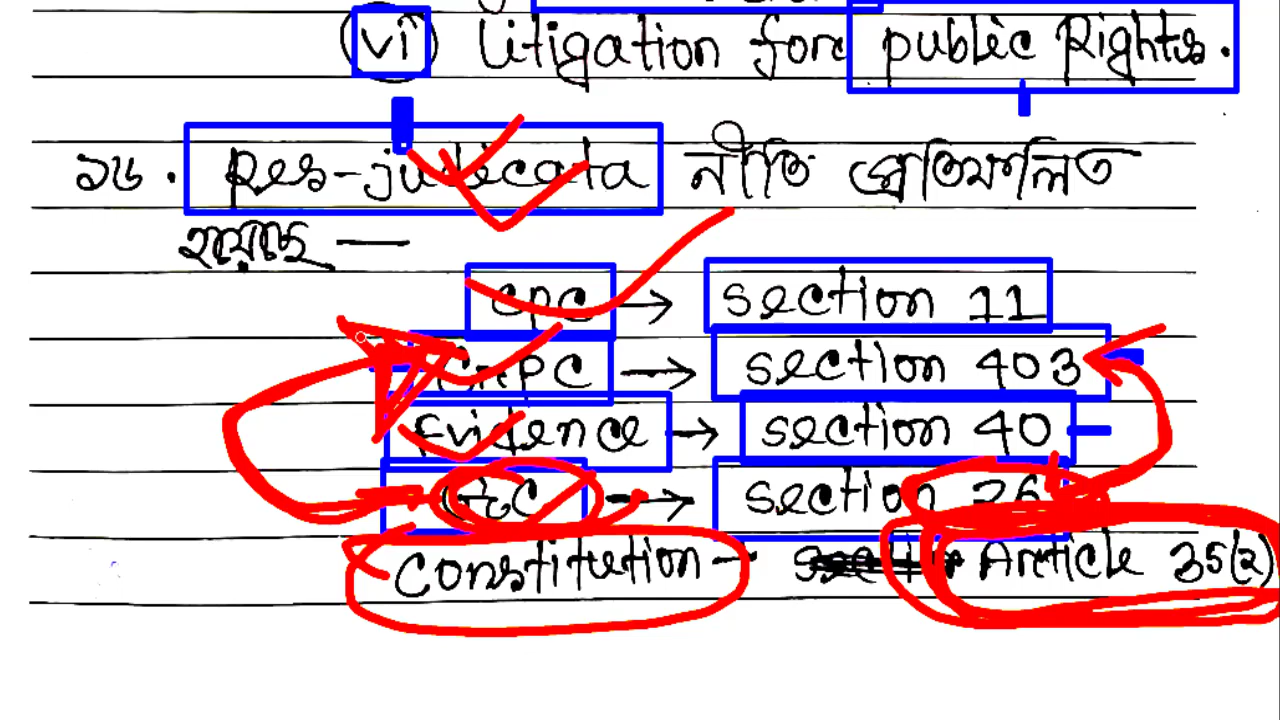 (vi) Litigation for public Rights.
১৬. Res-judicata নীতি প্রতিফলিত
হয়েছে —
CPC → section 11
CrPC → section 403
Evidence → section 40
GC → section 26
Constitution - Article 35(2)